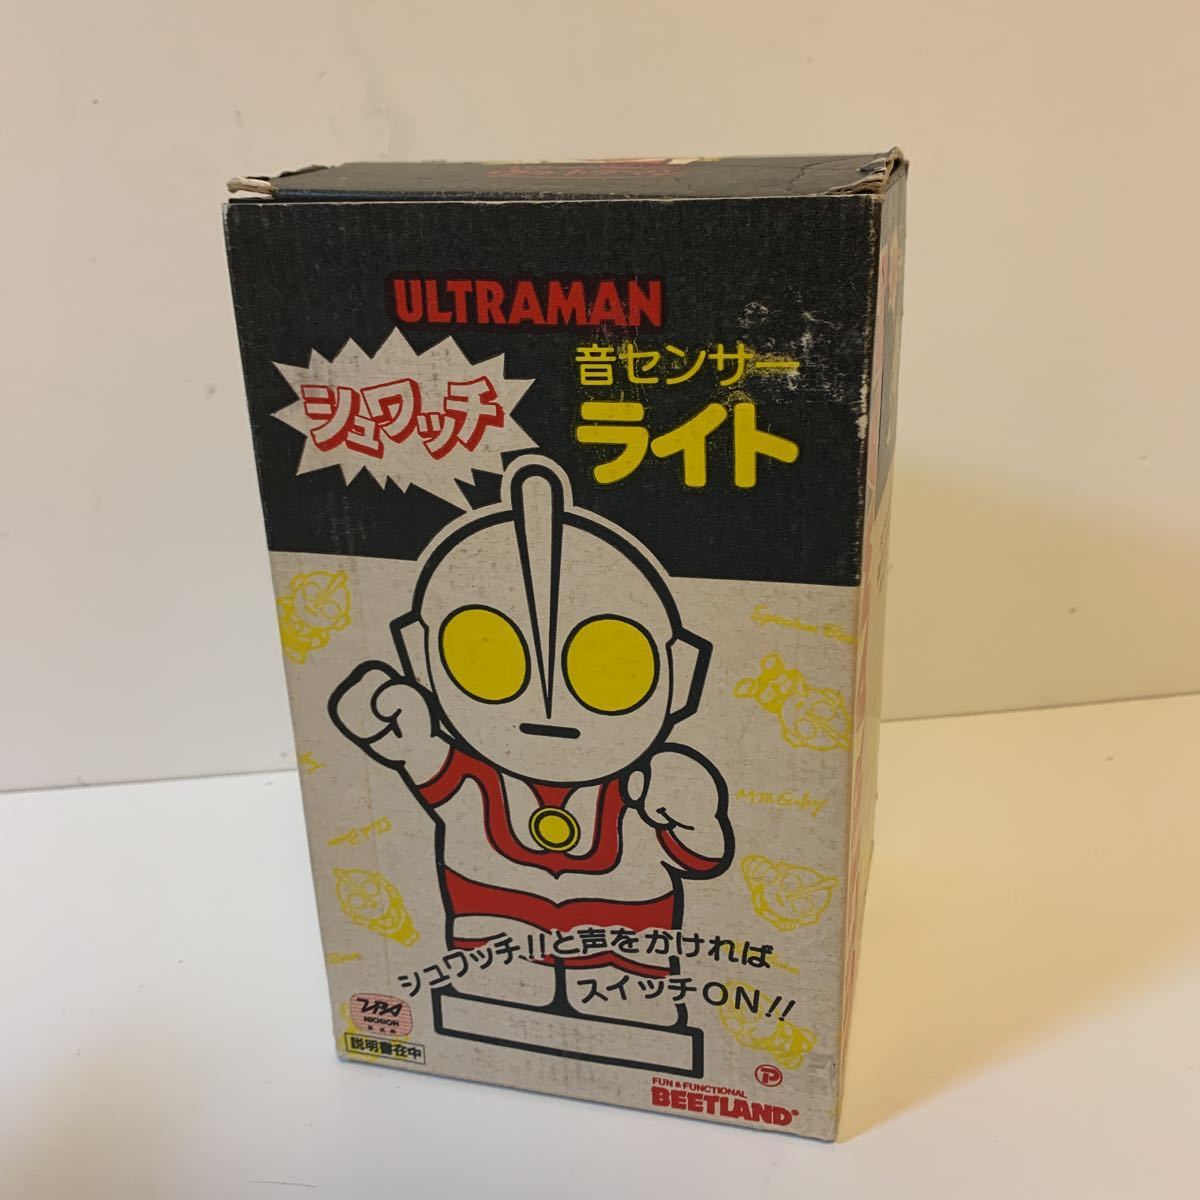 ULTRAMAN
シュワッチ
音センサー
ライト
M78 Galaxy
シュワッチ!!と声をかければ
スイッチON!!
説明書在中
P
FUN & FUNCTIONAL
BEETLAND